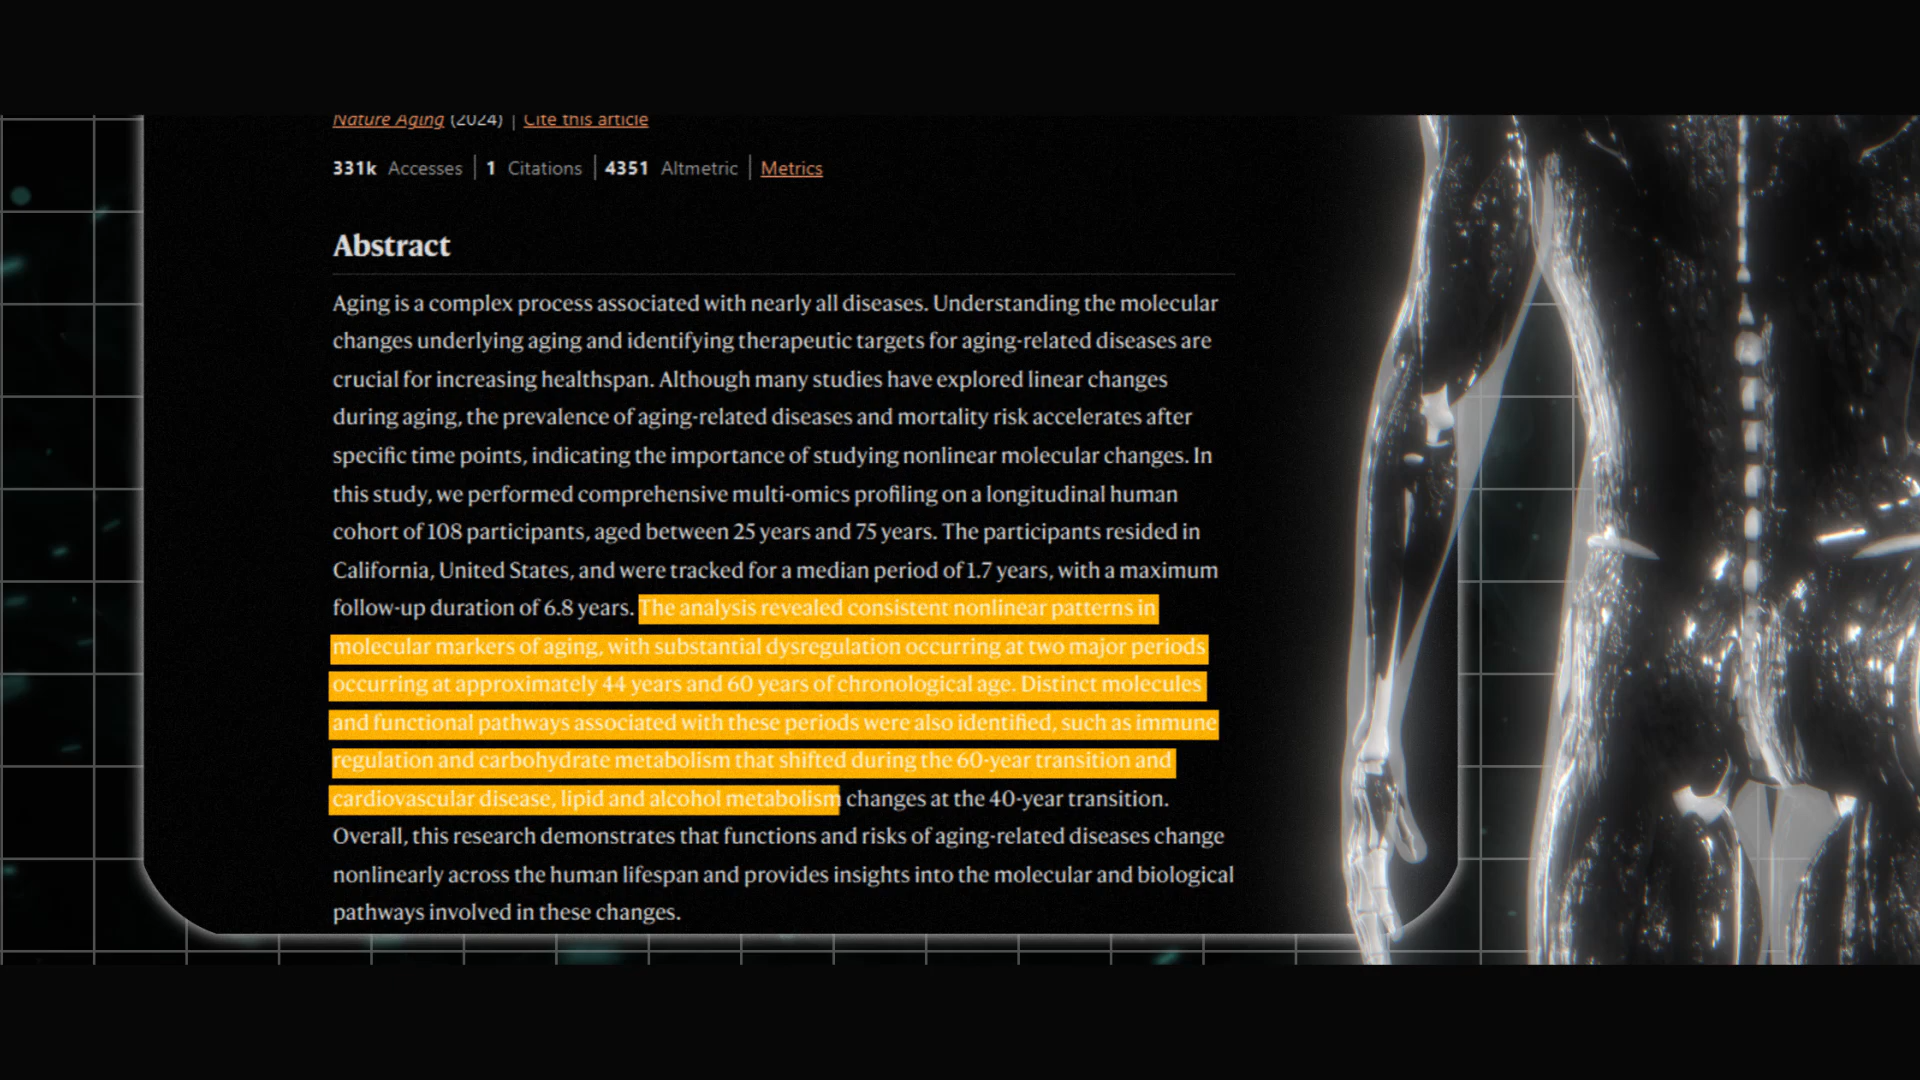 Nature Aging (2024) | Cite this article
331k Accesses | 1 Citations | 4351 Altmetric | Metrics
Abstract
Aging is a complex process associated with nearly all diseases. Understanding the molecular
changes underlying aging and identifying therapeutic targets for aging-related diseases are
crucial for increasing healthspan. Although many studies have explored linear changes
during aging, the prevalence of aging-related diseases and mortality risk accelerates after
specific time points, indicating the importance of studying nonlinear molecular changes. In
this study, we performed comprehensive multi-omics profiling on a longitudinal human
cohort of 108 participants, aged between 25 years and 75 years. The participants resided in
California, United States, and were tracked for a median period of 1.7 years, with a maximum
follow-up duration of 6.8 years. The analysis revealed consistent nonlinear patterns in
molecular markers of aging, with substantial dysregulation occurring at two major periods
occurring at approximately 44 years and 60 years of chronological age. Distinct molecules
and functional pathways associated with these periods were also identified, such as immune
regulation and carbohydrate metabolism that shifted during the 60-year transition and
cardiovascular disease, lipid and alcohol metabolism changes at the 40-year transition.
Overall, this research demonstrates that functions and risks of aging-related diseases change
nonlinearly across the human lifespan and provides insights into the molecular and biological
pathways involved in these changes.